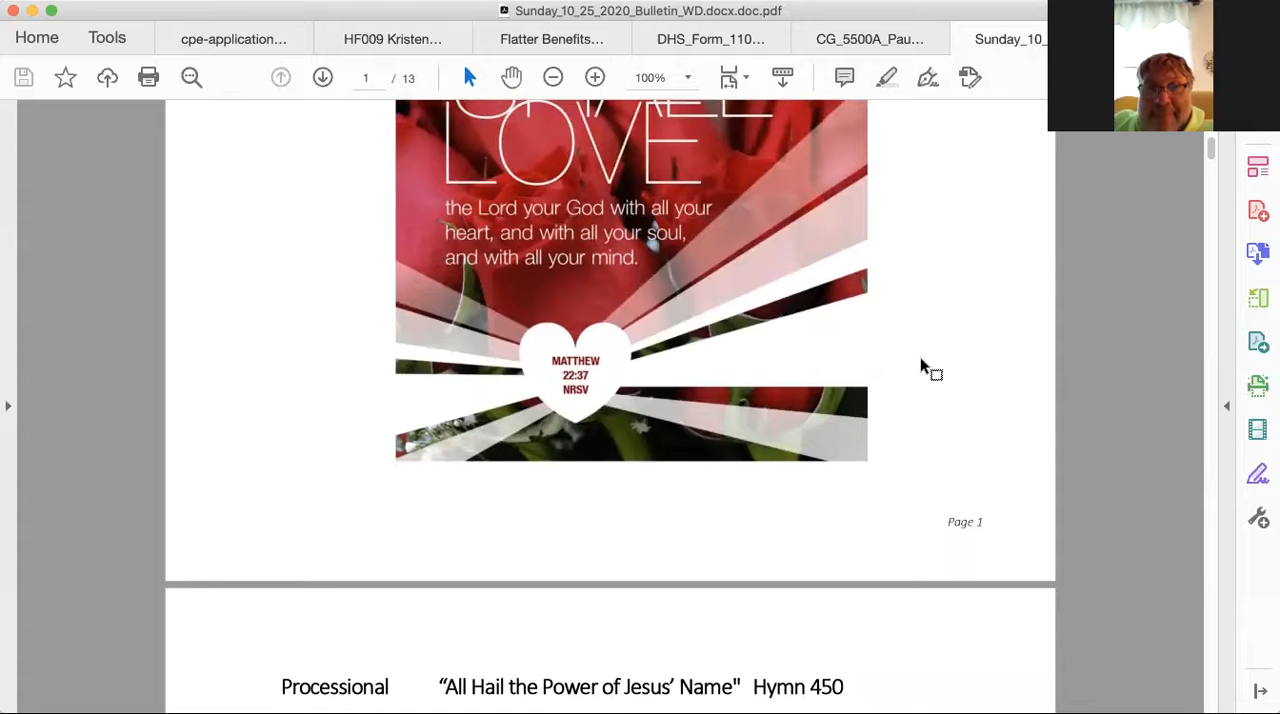 Sunday_10_25_2020_Bulletin_WD.docx.doc.pdf
Home Tools cpe-application... HF009 Kristen... Flatter Benefits... DHS_Form_110... CG_5500A_Pau... Sunday_10_
1 / 13 100%
LOVE
the Lord your God with all your
heart, and with all your soul,
and with all your mind.
MATTHEW
22:37
NRSV
Page 1
Processional “All Hail the Power of Jesus’ Name" Hymn 450